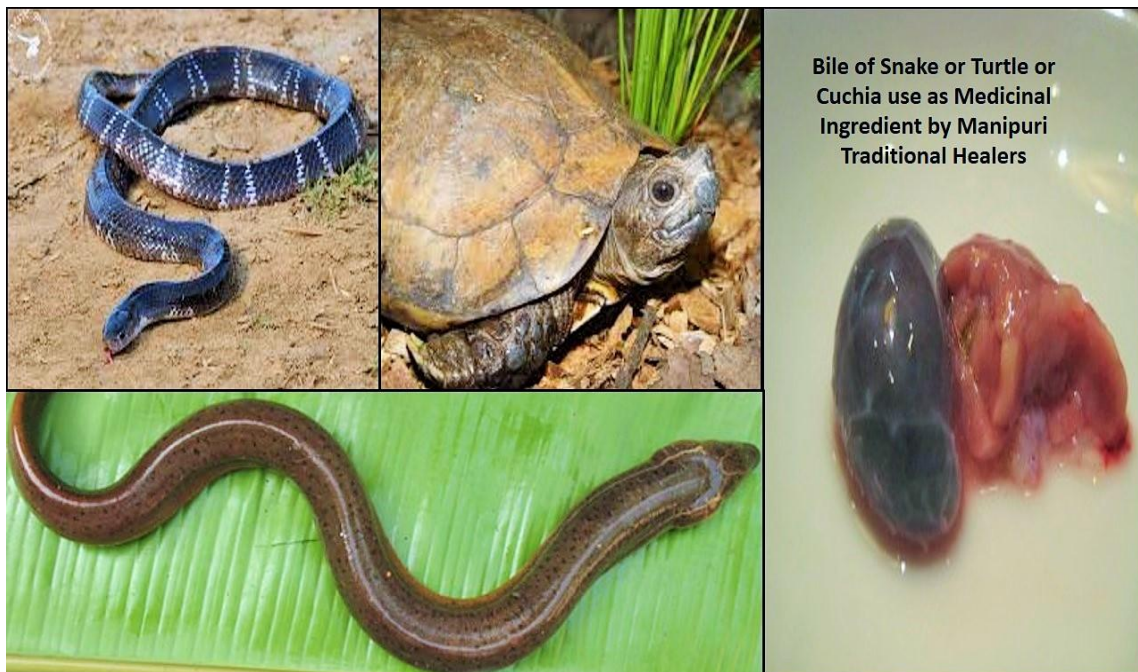 Bile of Snake or Turtle or
Cuchia use as Medicinal
Ingredient by Manipuri
Traditional Healers